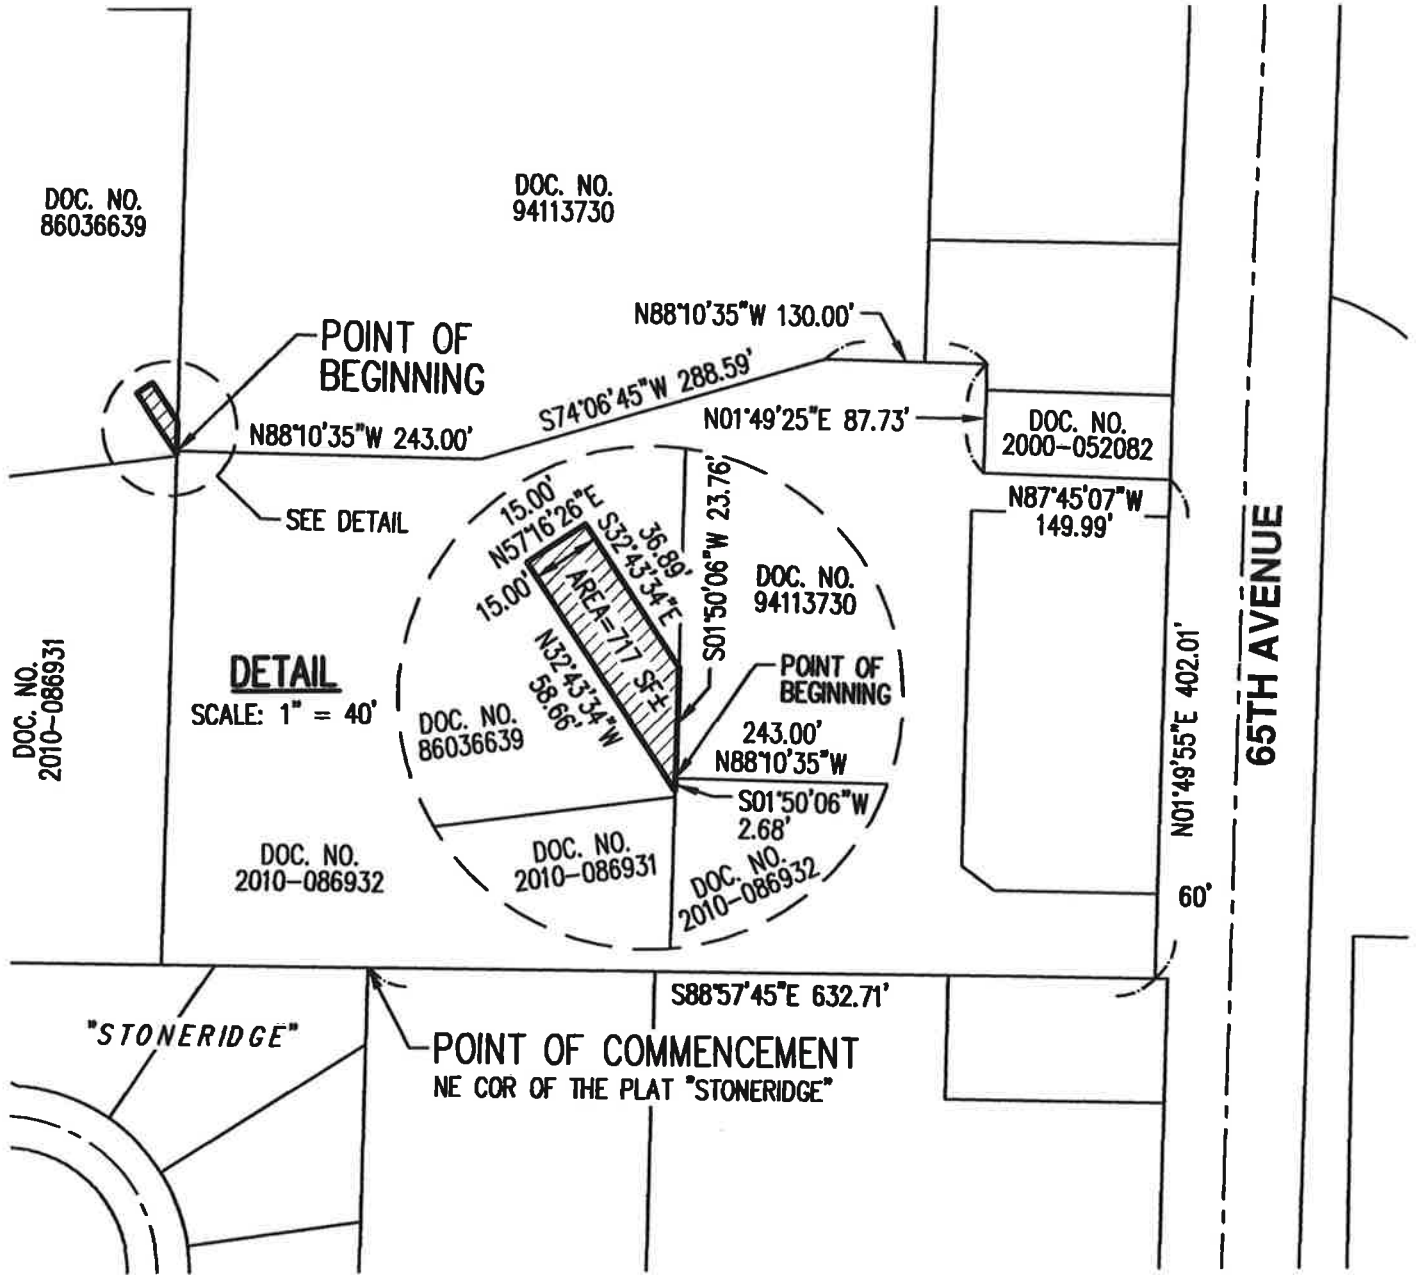 DOC. NO.
86036639
DOC. NO.
94113730
N88°10'35"W 130.00'
POINT OF
BEGINNING
S74°06'45"W 288.59'
N88°10'35"W 243.00'
N01°49'25"E 87.73'
DOC. NO.
2000-052082
SEE DETAIL
N87°45'07"W
149.99'
15.00'
N57°16'26"E
36.89'
S32°43'34"E
S01°50'06"W 23.76'
15.00'
AREA=717 SF±
N32°43'34"W
58.66'
DOC. NO.
94113730
POINT OF
BEGINNING
243.00'
N88°10'35"W
S01°50'06"W
2.68'
DOC. NO.
86036639
DETAIL
SCALE: 1" = 40'
DOC. NO.
2010-086931
DOC. NO.
2010-086932
DOC. NO.
2010-086931
DOC. NO.
2010-086932
N01°49'55"E 402.01'
65TH AVENUE
60'
S88°57'45"E 632.71'
"STONERIDGE"
POINT OF COMMENCEMENT
NE COR OF THE PLAT "STONERIDGE"